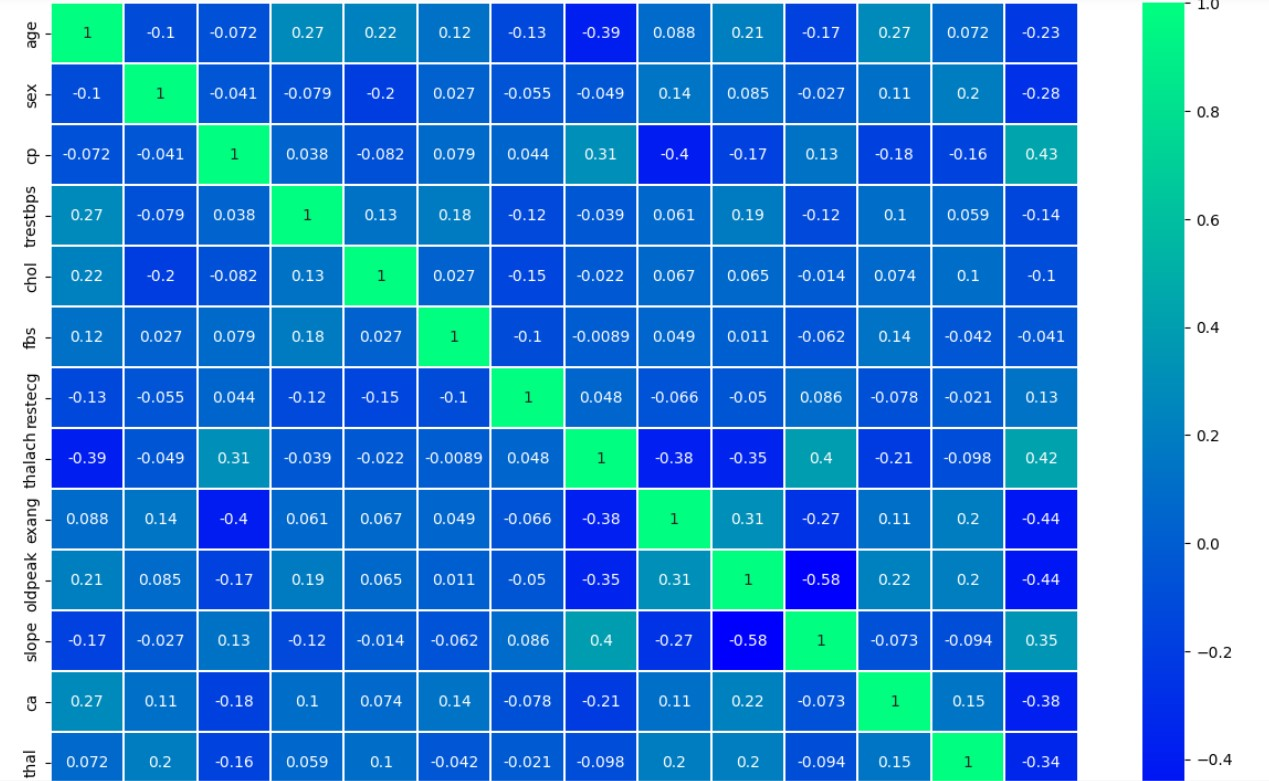 age 1 -0.1 -0.072 0.27 0.22 0.12 -0.13 -0.39 0.088 0.21 -0.17 0.27 0.072 -0.23
sex -0.1 1 -0.041 -0.079 -0.2 0.027 -0.055 -0.049 0.14 0.085 -0.027 0.11 0.2 -0.28
cp -0.072 -0.041 1 0.038 -0.082 0.079 0.044 0.31 -0.4 -0.17 0.13 -0.18 -0.16 0.43
trestbps 0.27 -0.079 0.038 1 0.13 0.18 -0.12 -0.039 0.061 0.19 -0.12 0.1 0.059 -0.14
chol 0.22 -0.2 -0.082 0.13 1 0.027 -0.15 -0.022 0.067 0.065 -0.014 0.074 0.1 -0.1
fbs 0.12 0.027 0.079 0.18 0.027 1 -0.1 -0.0089 0.049 0.011 -0.062 0.14 -0.042 -0.041
restecg -0.13 -0.055 0.044 -0.12 -0.15 -0.1 1 0.048 -0.066 -0.05 0.086 -0.078 -0.021 0.13
thalach -0.39 -0.049 0.31 -0.039 -0.022 -0.0089 0.048 1 -0.38 -0.35 0.4 -0.21 -0.098 0.42
exang 0.088 0.14 -0.4 0.061 0.067 0.049 -0.066 -0.38 1 0.31 -0.27 0.11 0.2 -0.44
oldpeak 0.21 0.085 -0.17 0.19 0.065 0.011 -0.05 -0.35 0.31 1 -0.58 0.22 0.2 -0.44
slope -0.17 -0.027 0.13 -0.12 -0.014 -0.062 0.086 0.4 -0.27 -0.58 1 -0.073 -0.094 0.35
ca 0.27 0.11 -0.18 0.1 0.074 0.14 -0.078 -0.21 0.11 0.22 -0.073 1 0.15 -0.38
thal 0.072 0.2 -0.16 0.059 0.1 -0.042 -0.021 -0.098 0.2 0.2 -0.094 0.15 1 -0.34
1.0
0.8
0.6
0.4
0.2
0.0
−0.2
−0.4